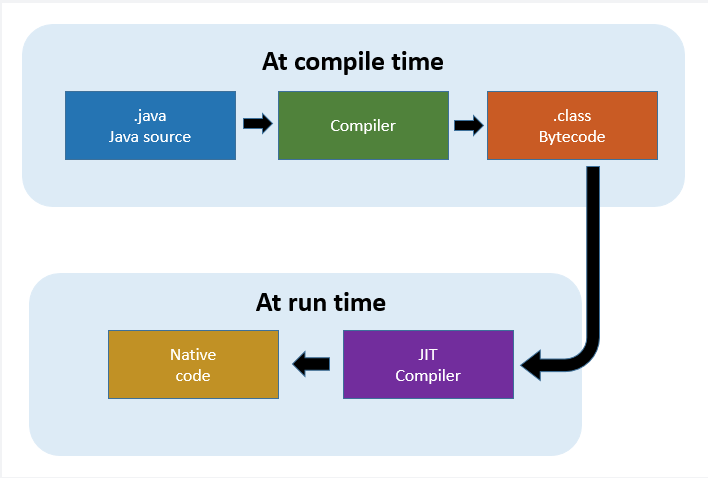 At compile time
.java
Java source
Compiler
.class
Bytecode
At run time
Native
code
JIT
Compiler